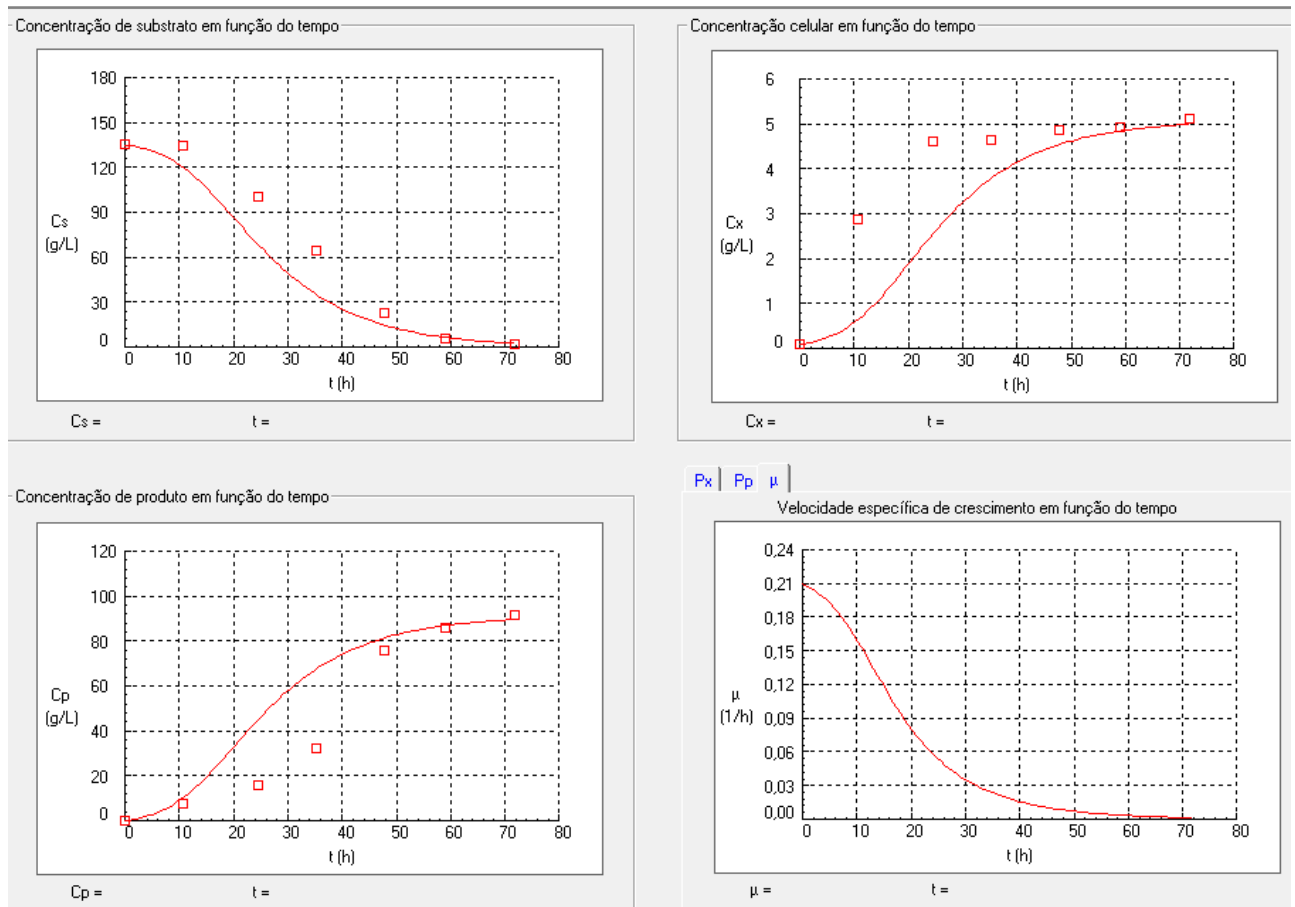 Concentração de substrato em função do tempo
180
150
120
90
60
30
0
Cs
(g/L)
0 10 20 30 40 50 60 70 80
t (h)
Cs = t =
Concentração celular em função do tempo
6
5
4
3
2
1
0
Cx
(g/L)
0 10 20 30 40 50 60 70 80
t (h)
Cx = t =
Concentração de produto em função do tempo
120
100
80
60
40
20
0
Cp
(g/L)
0 10 20 30 40 50 60 70 80
t (h)
Cp = t =
Px Pp µ
Velocidade específica de crescimento em função do tempo
0,24
0,21
0,18
0,15
0,12
0,09
0,06
0,03
0,00
µ
(1/h)
0 10 20 30 40 50 60 70 80
t (h)
µ = t =